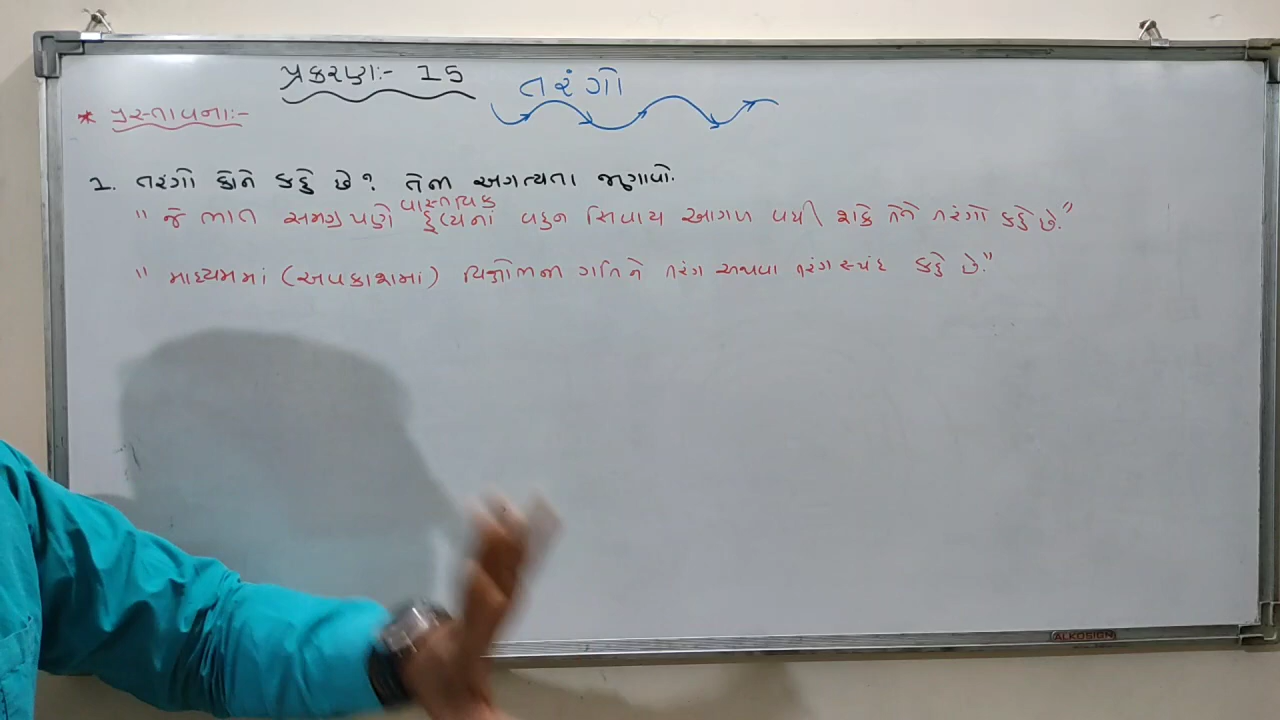 પ્રકરણ:- 15 તરંગો
* પ્રસ્તાવના:-
1. તરંગો કોને કહે છે? તેના અગત્યતા જણાવો.
વાસ્તવિક
" જે ભાત સમગ્રપણે દ્રવ્યનાં વહન સિવાય આગળ વધી શકે તેને તરંગો કહે છે."
" માધ્યમમાં (અવકાશમાં) વિક્ષોભના ગતિને તરંગ અથવા તરંગ સ્પંદ કહે છે."
ALKOSIGN